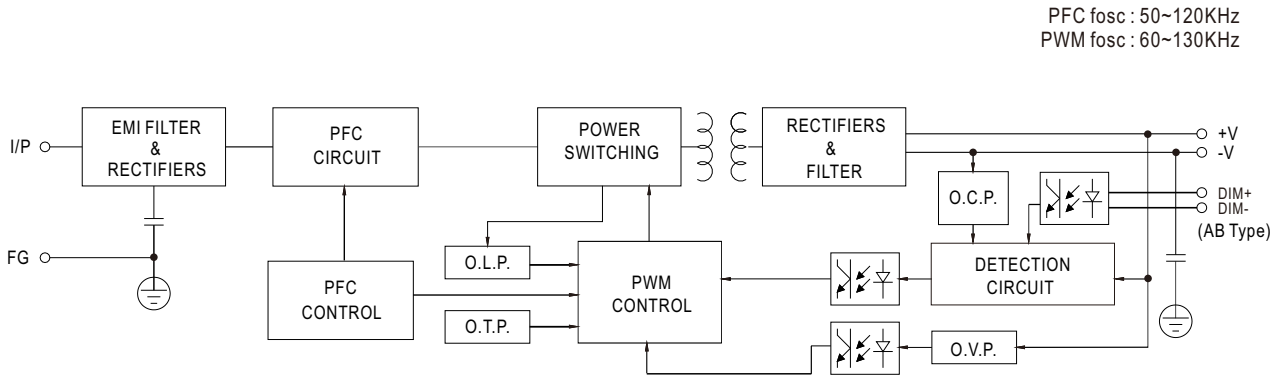 PFC fosc : 50~120KHz
PWM fosc : 60~130KHz
I/P
EMI FILTER
&
RECTIFIERS
PFC
CIRCUIT
POWER
SWITCHING
RECTIFIERS
&
FILTER
+V
-V
O.C.P.
DIM+
DIM-
(AB Type)
FG
PFC
CONTROL
O.L.P.
O.T.P.
PWM
CONTROL
DETECTION
CIRCUIT
O.V.P.